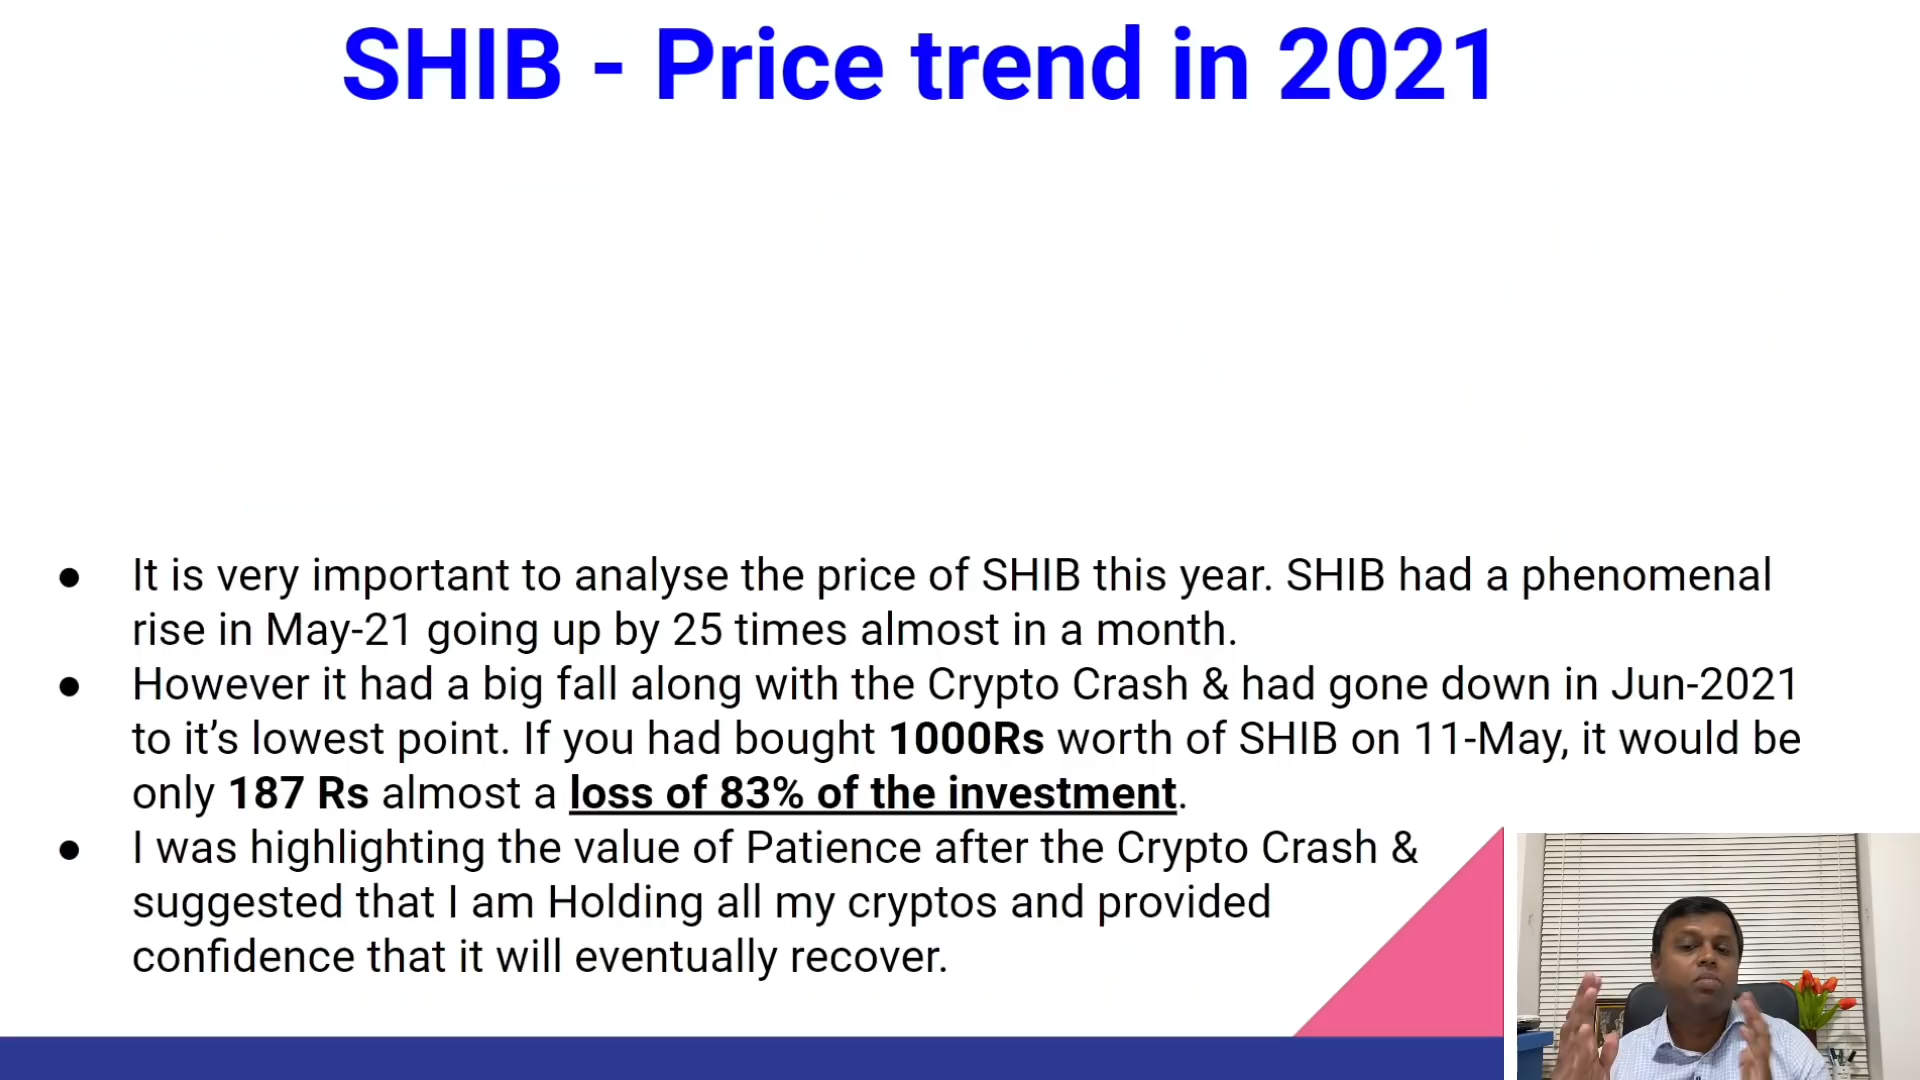 SHIB - Price trend in 2021
● It is very important to analyse the price of SHIB this year. SHIB had a phenomenal
rise in May-21 going up by 25 times almost in a month.
● However it had a big fall along with the Crypto Crash & had gone down in Jun-2021
to it’s lowest point. If you had bought 1000Rs worth of SHIB on 11-May, it would be
only 187 Rs almost a loss of 83% of the investment.
● I was highlighting the value of Patience after the Crypto Crash &
suggested that I am Holding all my cryptos and provided
confidence that it will eventually recover.